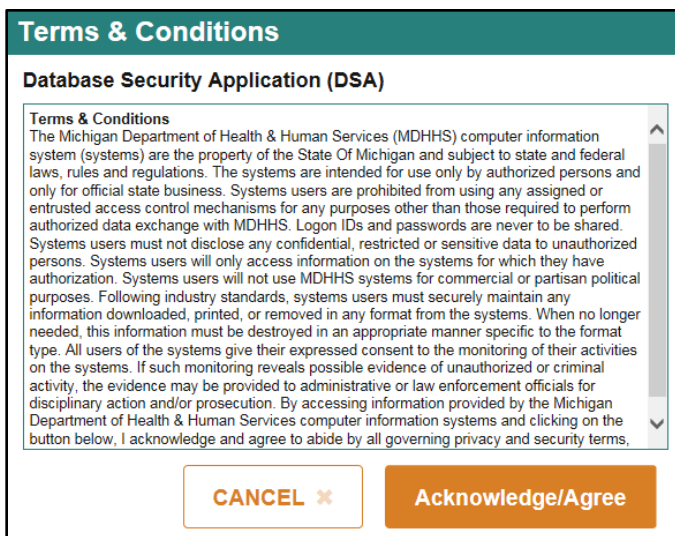 Terms & Conditions
Database Security Application (DSA)
Terms & Conditions
The Michigan Department of Health & Human Services (MDHHS) computer information
system (systems) are the property of the State Of Michigan and subject to state and federal
laws, rules and regulations. The systems are intended for use only by authorized persons and
only for official state business. Systems users are prohibited from using any assigned or
entrusted access control mechanisms for any purposes other than those required to perform
authorized data exchange with MDHHS. Logon IDs and passwords are never to be shared.
Systems users must not disclose any confidential, restricted or sensitive data to unauthorized
persons. Systems users will only access information on the systems for which they have
authorization. Systems users will not use MDHHS systems for commercial or partisan political
purposes. Following industry standards, systems users must securely maintain any
information downloaded, printed, or removed in any format from the systems. When no longer
needed, this information must be destroyed in an appropriate manner specific to the format
type. All users of the systems give their expressed consent to the monitoring of their activities
on the systems. If such monitoring reveals possible evidence of unauthorized or criminal
activity, the evidence may be provided to administrative or law enforcement officials for
disciplinary action and/or prosecution. By accessing information provided by the Michigan
Department of Health & Human Services computer information systems and clicking on the
button below, I acknowledge and agree to abide by all governing privacy and security terms,
CANCEL ✖ Acknowledge/Agree